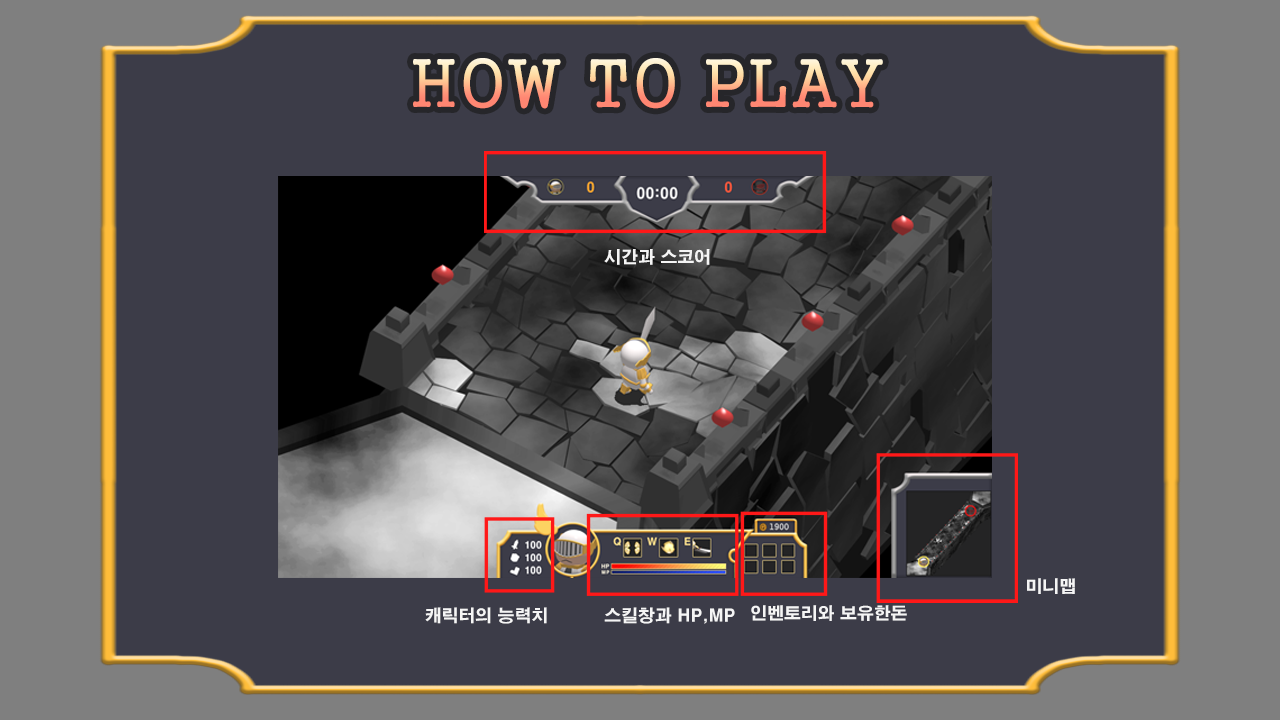 HOW TO PLAY
0
00:00
0
시간과 스코어
1900
100
100
100
Q
W
E
HP
MP
캐릭터의 능력치
스킬창과 HP,MP
인벤토리와 보유한돈
미니맵